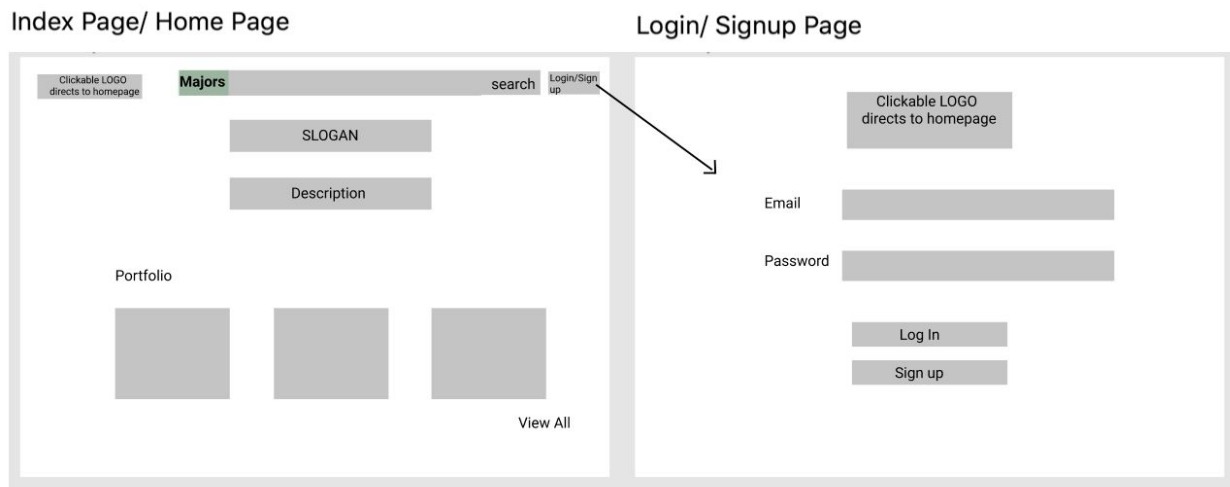 Index Page/ Home Page
Clickable LOGO
directs to homepage
Majors
search
Login/Sign
up
SLOGAN
Description
Portfolio
View All
Login/ Signup Page
Clickable LOGO
directs to homepage
Email
Password
Log In
Sign up